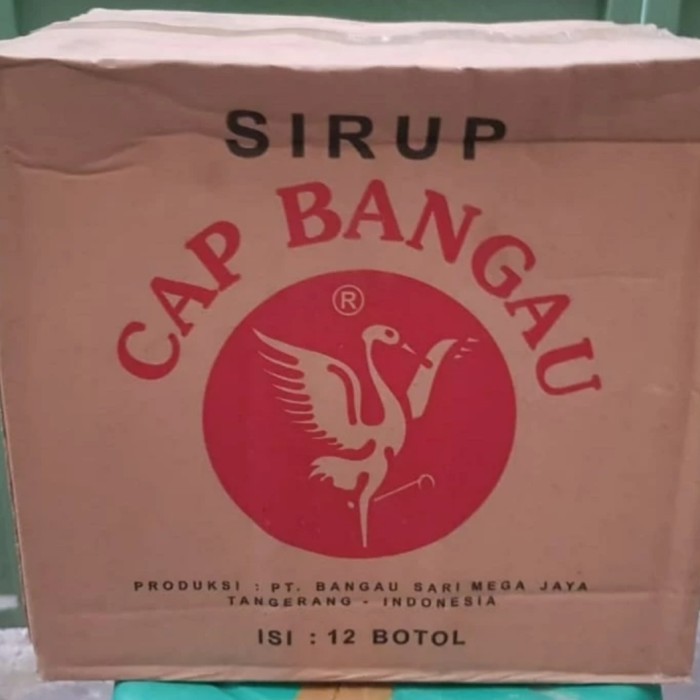 SIRUP
CAP BANGAU
®
PRODUKSI : PT. BANGAU SARI MEGA JAYA
TANGERANG - INDONESIA
ISI : 12 BOTOL